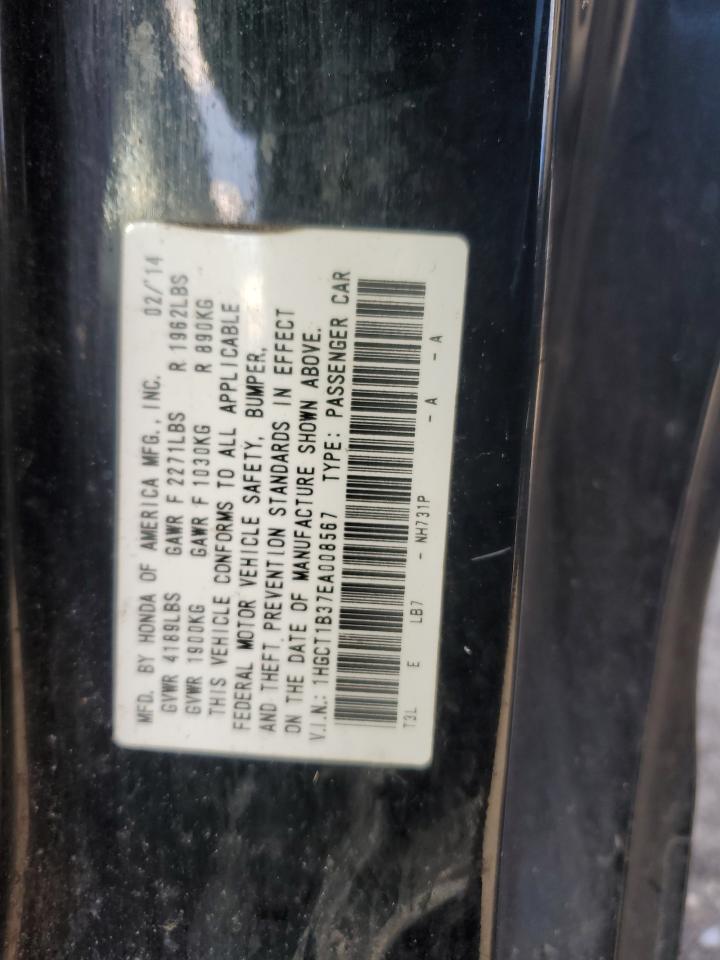 MFD. BY HONDA OF AMERICA MFG., INC. 02/'14
GVWR 4189LBS GAWR F 2271LBS R 1962LBS
GVWR 1900KG GAWR F 1030KG R 890KG
THIS VEHICLE CONFORMS TO ALL APPLICABLE
FEDERAL MOTOR VEHICLE SAFETY, BUMPER,
AND THEFT PREVENTION STANDARDS IN EFFECT
ON THE DATE OF MANUFACTURE SHOWN ABOVE.
V.I.N.: 1HGCT1B37EA008567 TYPE: PASSENGER CAR
T3L E LB7 - NH731P - A - A